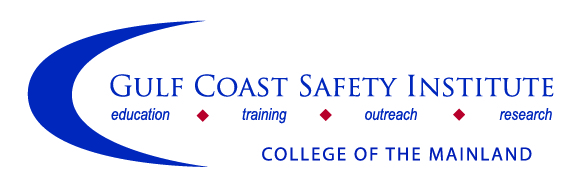 GULF COAST SAFETY INSTITUTE
education ◆ training ◆ outreach ◆ research
COLLEGE OF THE MAINLAND